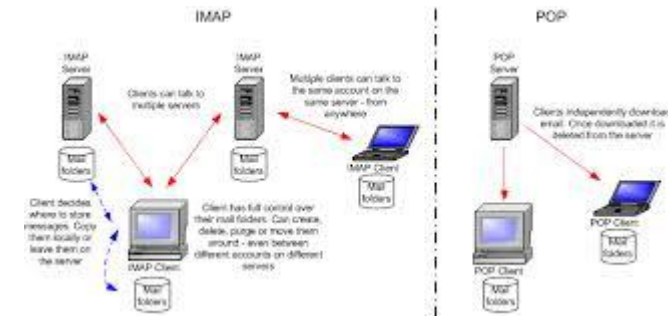 IMAP
IMAP
Server
Mail
folders
Clients can talk to
multiple servers
IMAP
Server
Mail
folders
Multiple clients can talk to
the same account on the
same server - from
anywhere
IMAP Client
Mail
folders
Client decides
where to store
messages. Copy
them locally or
leave them on
the server
IMAP Client
Mail
folders
Client has full control over
their mail folders. Can create,
delete, purge or move them
around - even between
different accounts on different
servers
POP
POP
Server
Clients independently download
email. Once downloaded it is
deleted from the server
POP Client
Mail
folders
POP Client
Mail
folders